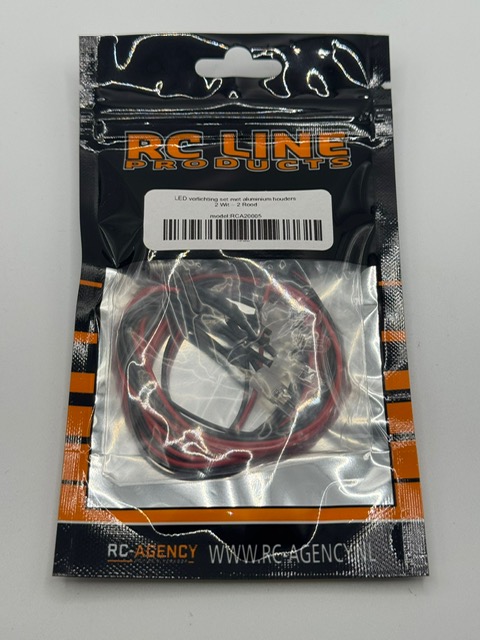 RC LINE
PRODUCTS
LED verlichting set met aluminium houders
2 Wit - 2 Rood
model:RCA20005
RC-AGENCY
WWW.RC-AGENCY.NL